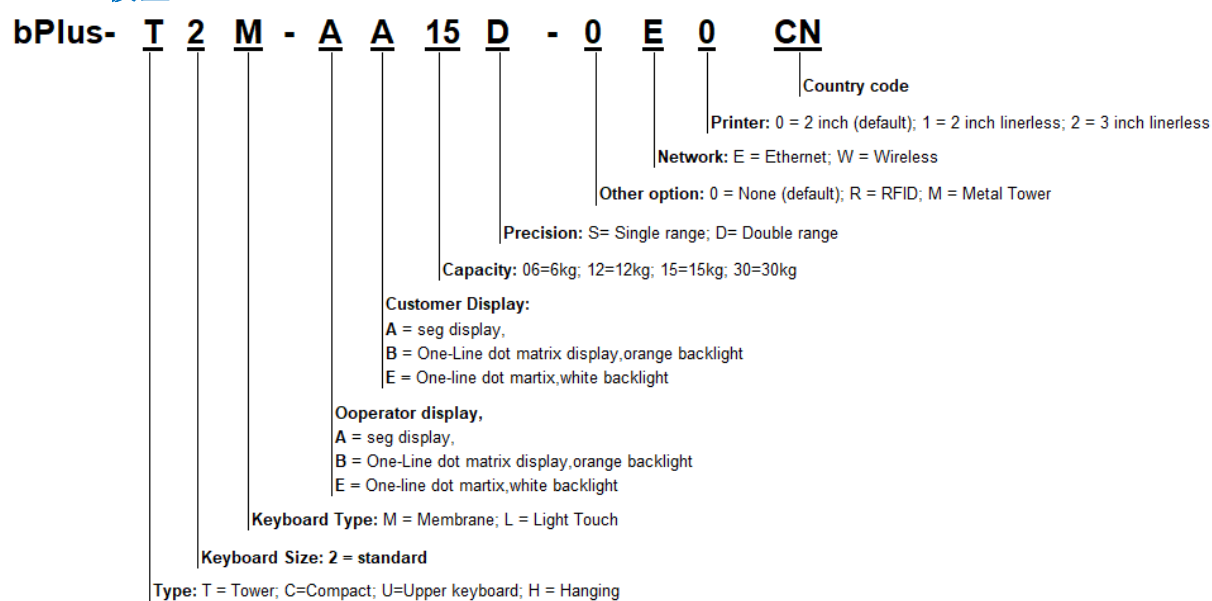 bPlus- T 2 M - A A 15 D - 0 E 0 CN
Country code
Printer: 0 = 2 inch (default); 1 = 2 inch linerless; 2 = 3 inch linerless
Network: E = Ethernet; W = Wireless
Other option: 0 = None (default); R = RFID; M = Metal Tower
Precision: S= Single range; D= Double range
Capacity: 06=6kg; 12=12kg; 15=15kg; 30=30kg
Customer Display:
A = seg display,
B = One-Line dot matrix display,orange backlight
E = One-line dot martix,white backlight
Ooperator display,
A = seg display,
B = One-Line dot matrix display,orange backlight
E = One-line dot martix,white backlight
Keyboard Type: M = Membrane; L = Light Touch
Keyboard Size: 2 = standard
Type: T = Tower; C=Compact; U=Upper keyboard; H = Hanging